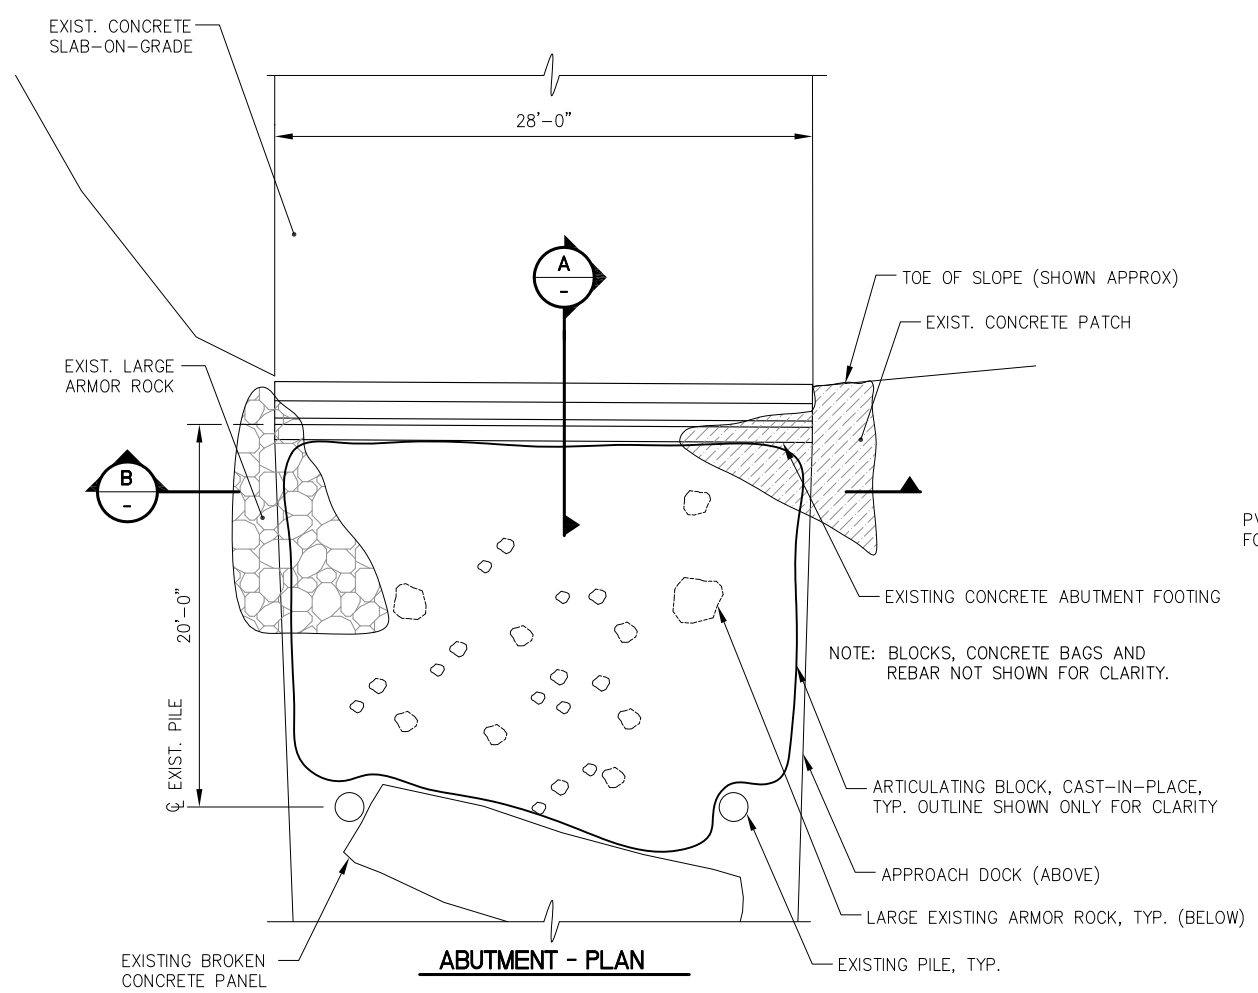 EXIST. CONCRETE
SLAB-ON-GRADE
28'-0"
A
-
TOE OF SLOPE (SHOWN APPROX)
EXIST. CONCRETE PATCH
EXIST. LARGE
ARMOR ROCK
B
-
20'-0"
℄ EXIST. PILE
EXISTING CONCRETE ABUTMENT FOOTING
NOTE: BLOCKS, CONCRETE BAGS AND
REBAR NOT SHOWN FOR CLARITY.
ARTICULATING BLOCK, CAST-IN-PLACE,
TYP. OUTLINE SHOWN ONLY FOR CLARITY
APPROACH DOCK (ABOVE)
LARGE EXISTING ARMOR ROCK, TYP. (BELOW)
EXISTING PILE, TYP.
EXISTING BROKEN
CONCRETE PANEL
ABUTMENT - PLAN